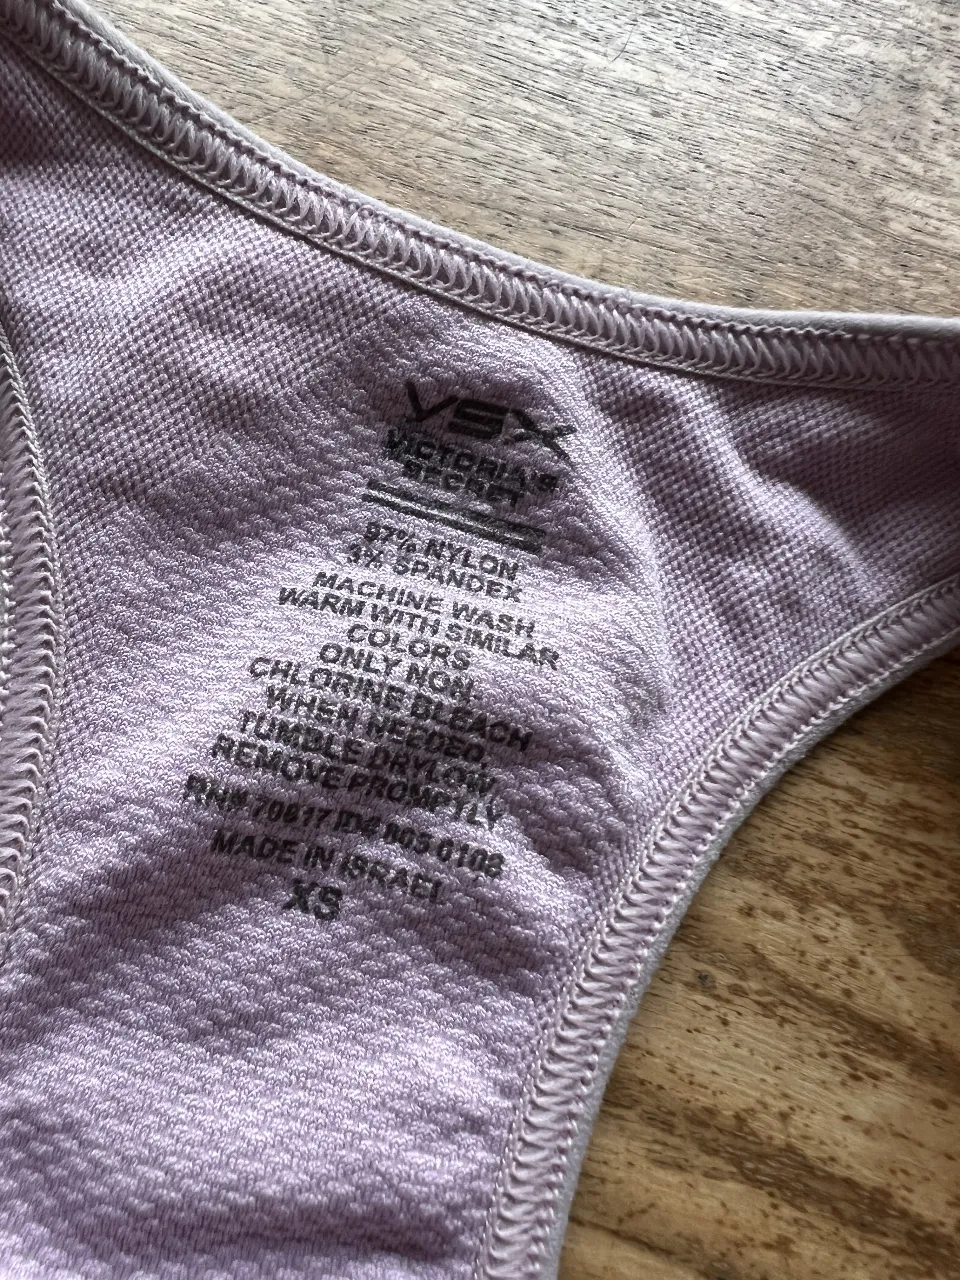 VSX
VICTORIA'S
SECRET
97% NYLON
3% SPANDEX
MACHINE WASH
WARM WITH SIMILAR
COLORS
ONLY NON-
CHLORINE BLEACH
WHEN NEEDED.
TUMBLE DRY LOW
REMOVE PROMPTLY
RN# 70817 ID# 805 0108
MADE IN ISRAEL
XS